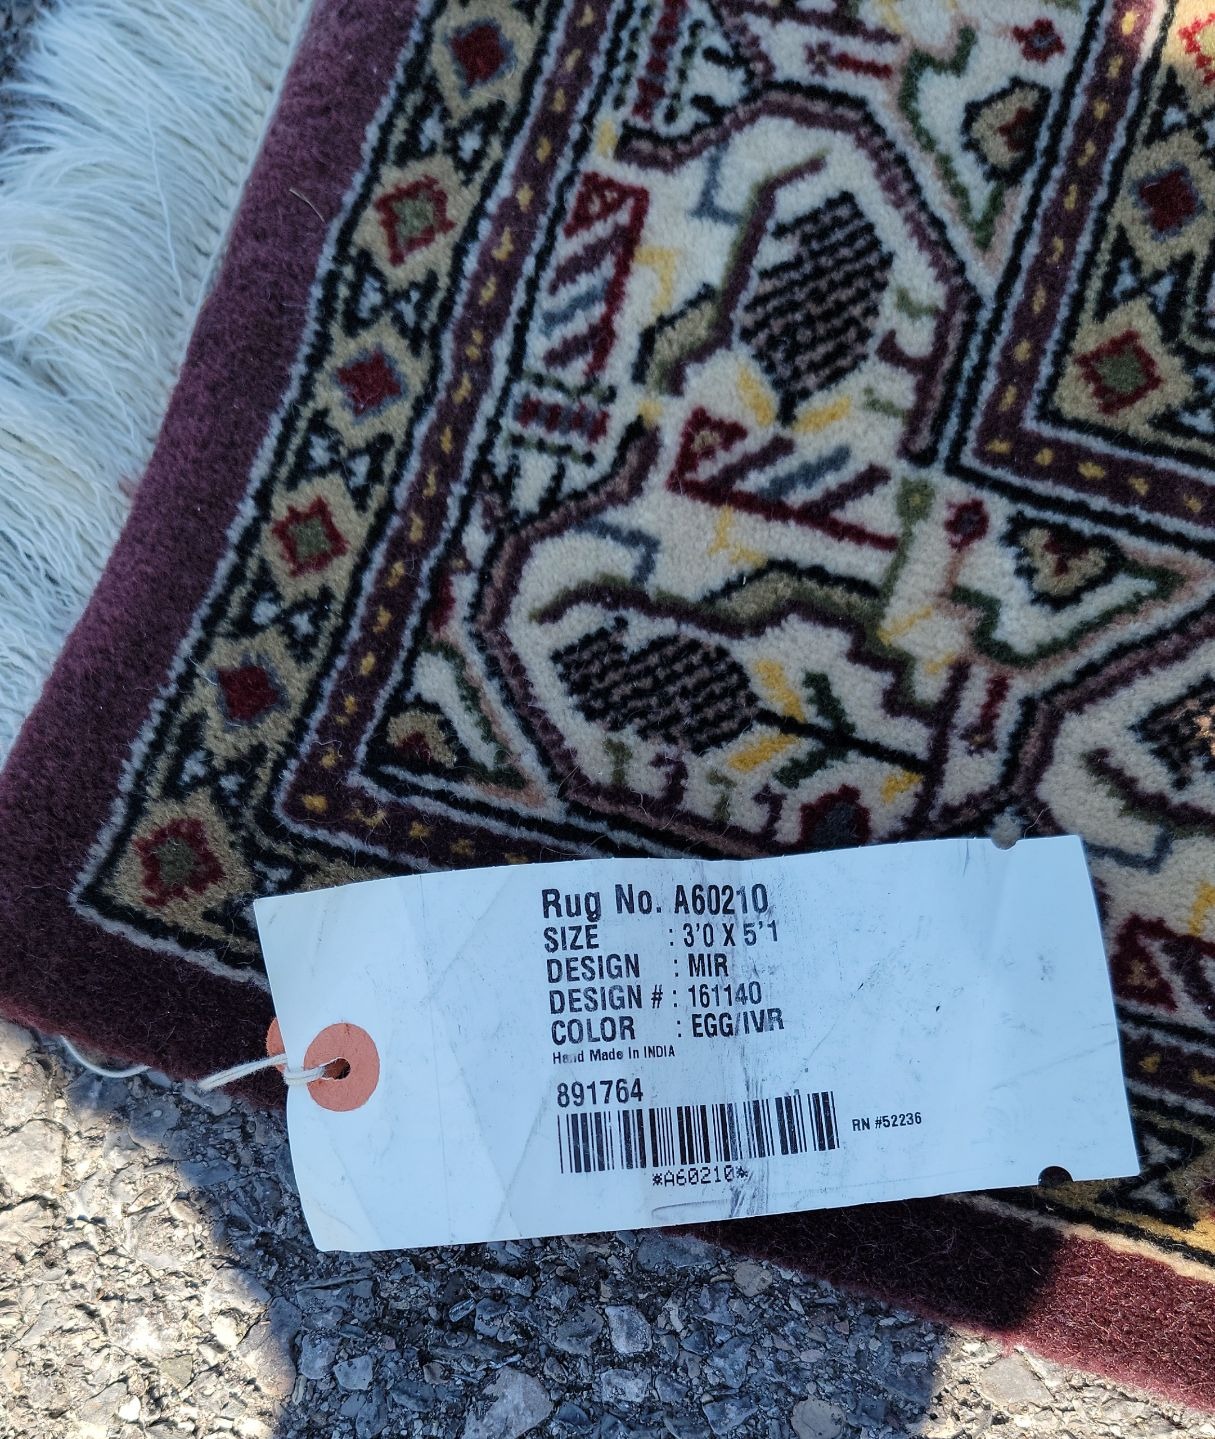 Rug No. A60210
SIZE : 3'0 X 5'1
DESIGN : MIR
DESIGN # : 161140
COLOR : EGG/IVR
Hand Made In INDIA
891764
RN #52236
*A60210*